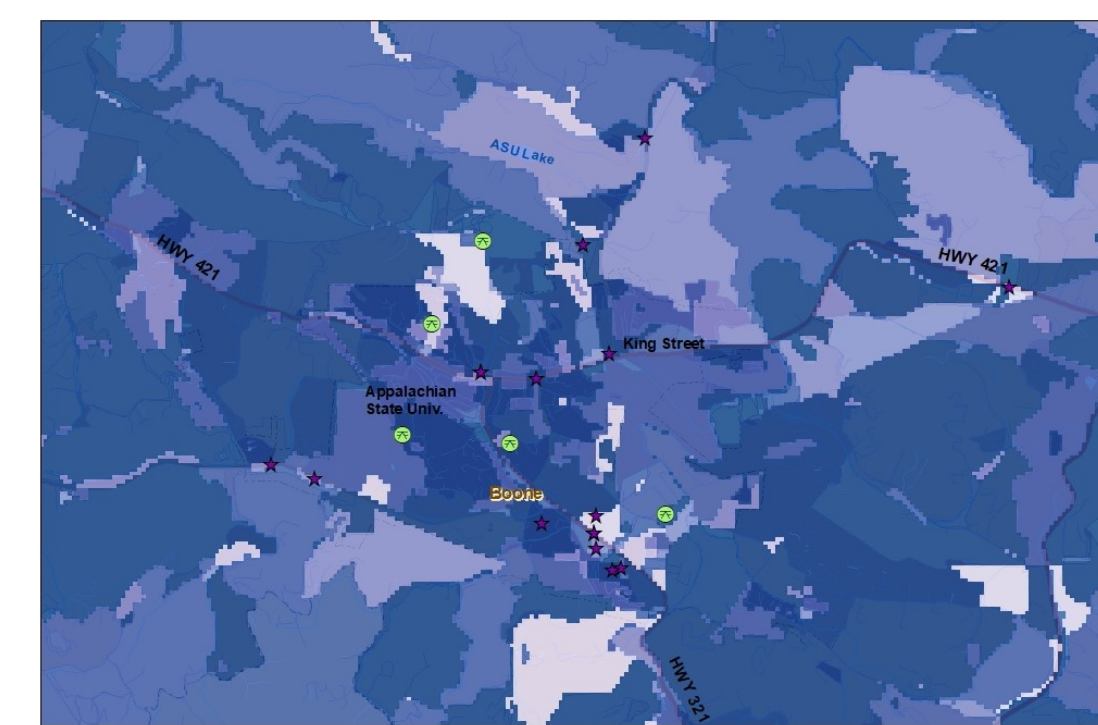 ASU Lake
HWY 421
HWY 421
King Street
Appalachian
State Univ.
Boone
HWY 321